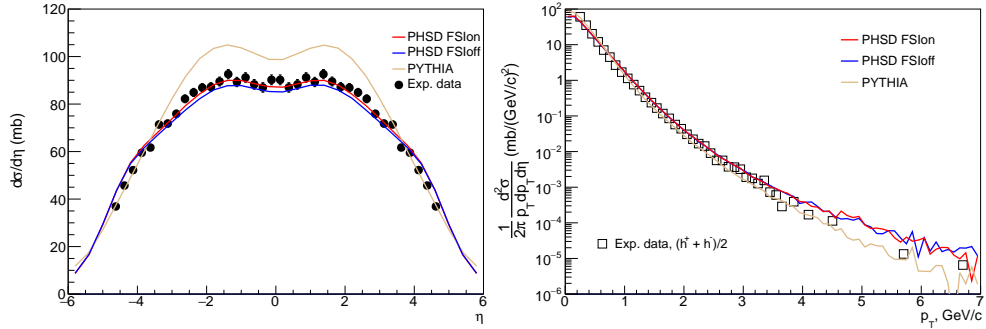 dσ/dη (mb)
120
100
80
60
40
20
0
−6
−4
−2
0
2
4
6
η
PHSD FSIon
PHSD FSIoff
PYTHIA
Exp. data
1/2π d²σ/p_T dp_T dη (mb/(GeV/c)²)
10²
10
1
10⁻¹
10⁻²
10⁻³
10⁻⁴
10⁻⁵
10⁻⁶
0
1
2
3
4
5
6
7
p_T, GeV/c
PHSD FSIon
PHSD FSIoff
PYTHIA
Exp. data, (h⁺ + h⁻)/2